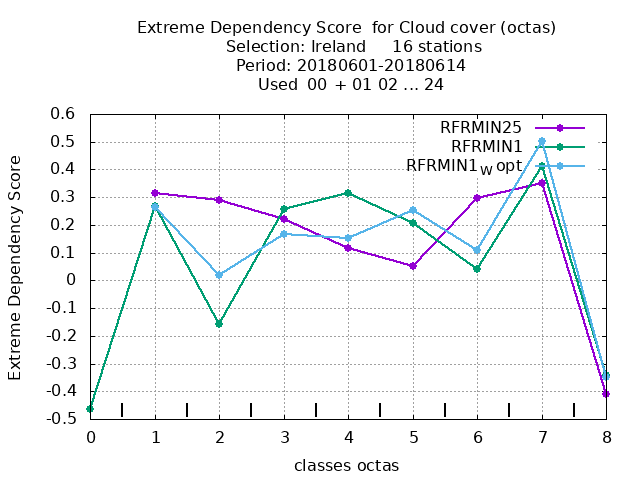 Extreme Dependency Score  for Cloud cover (octas)
Selection: Ireland     16 stations
Period: 20180601-20180614
Used  00  + 01 02 ... 24
RFRMIN25
RFRMIN1
RFRMIN1W opt
Extreme Dependency Score
0.6
0.5
0.4
0.3
0.2
0.1
0
-0.1
-0.2
-0.3
-0.4
-0.5
0 1 2 3 4 5 6 7 8
classes octas